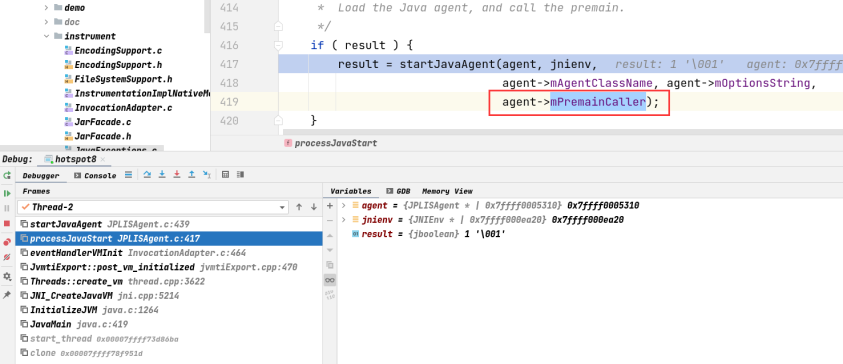 demo
doc
instrument
EncodingSupport.c
EncodingSupport.h
FileSystemSupport.h
InstrumentationImplNativeMe
InvocationAdapter.c
JarFacade.c
JarFacade.h
JavaExceptions.c
414 * Load the Java agent, and call the premain.
415 */
416 if ( result ) {
417 result = startJavaAgent(agent, jnienv, result: 1 '\001' agent: 0x7ffff
418 agent->mAgentClassName, agent->mOptionsString,
419 agent->mPremainCaller);
420 }
processJavaStart
Debug: hotspot8
Debugger Console
Frames
Thread-2
startJavaAgent JPLISAgent.c:439
processJavaStart JPLISAgent.c:417
eventHandlerVMInit InvocationAdapter.c:464
JvmtiExport::post_vm_initialized jvmtiExport.cpp:470
Threads::create_vm thread.cpp:3622
JNI_CreateJavaVM jni.cpp:5214
InitializeJVM java.c:1264
JavaMain java.c:419
start_thread 0x00007ffff73d86ba
clone 0x00007ffff78f951d
Variables GDB Memory View
agent = {JPLISAgent * | 0x7ffff0005310} 0x7ffff0005310
jnienv = {JNIEnv * | 0x7ffff000ea20} 0x7ffff000ea20
result = {jboolean} 1 '\001'